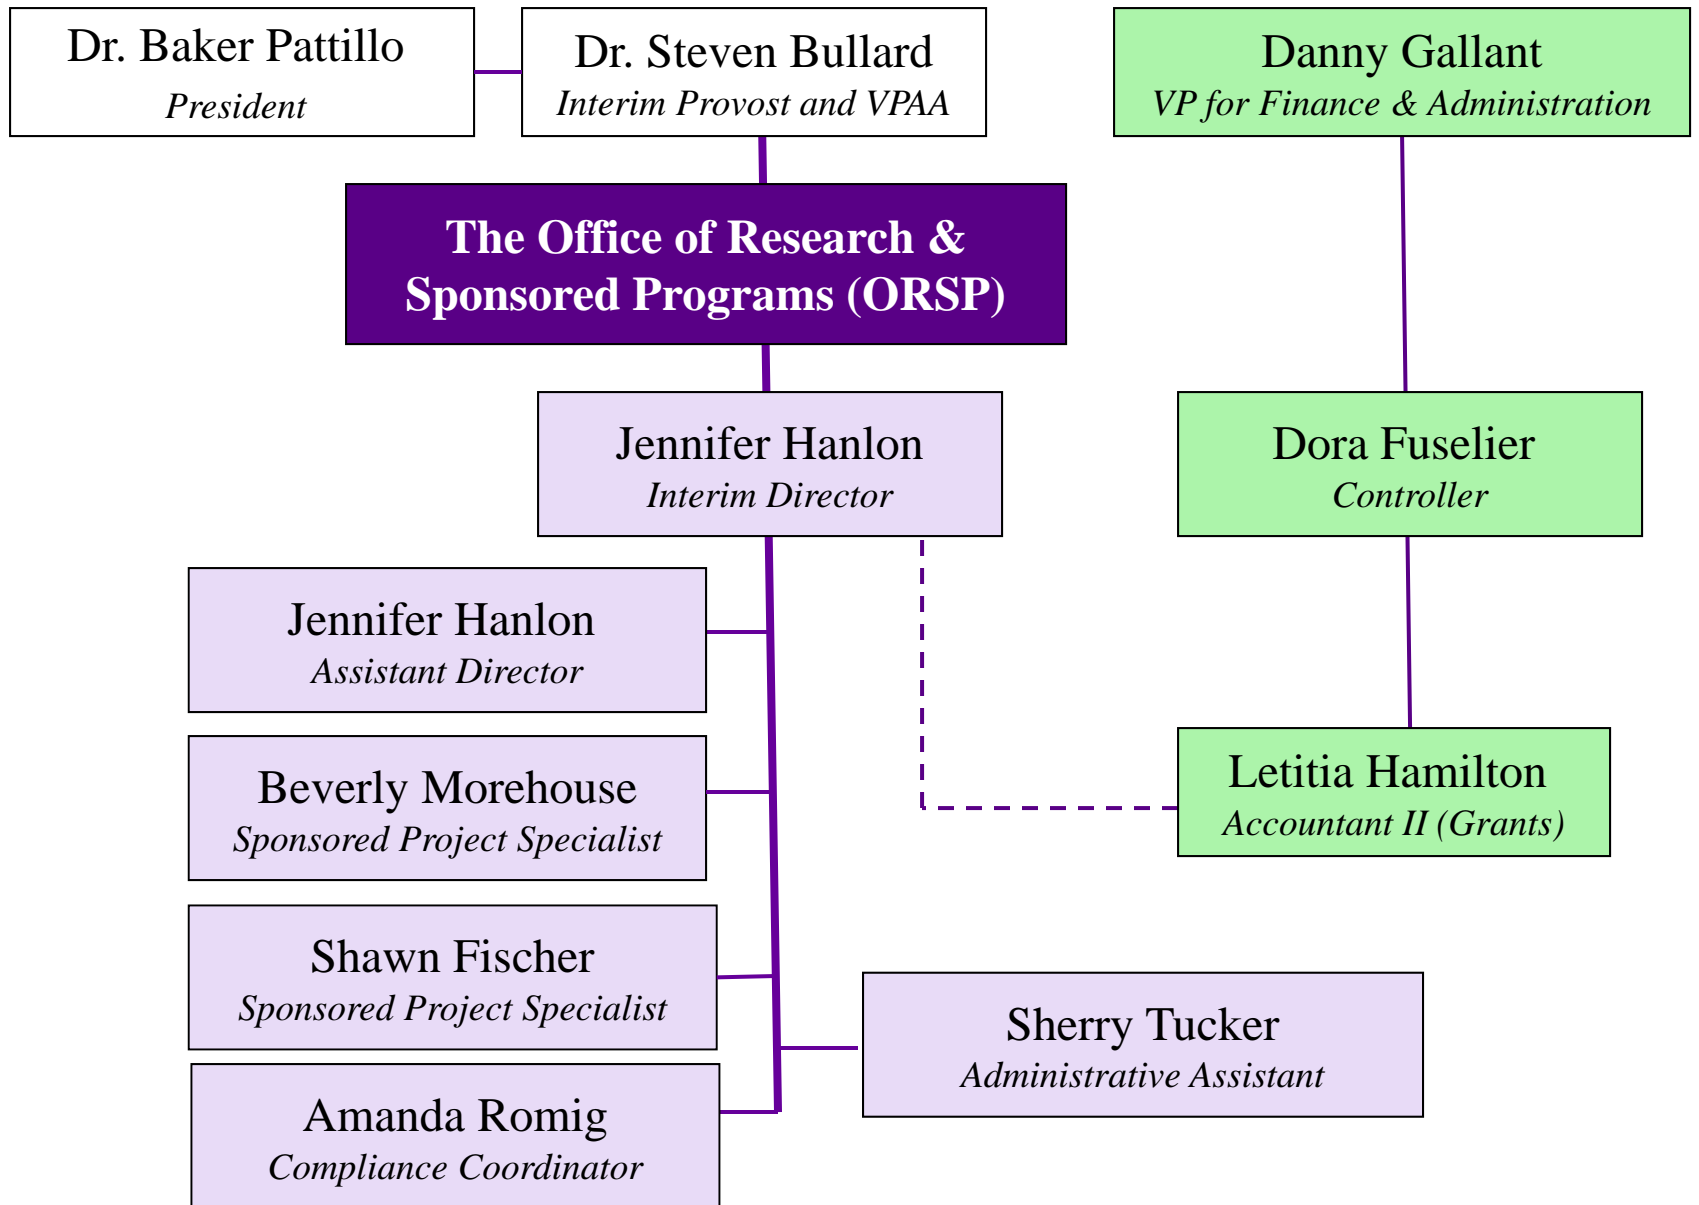 Dr. Baker Pattillo
President
Dr. Steven Bullard
Interim Provost and VPAA
Danny Gallant
VP for Finance & Administration
The Office of Research &
Sponsored Programs (ORSP)
Jennifer Hanlon
Interim Director
Dora Fuselier
Controller
Jennifer Hanlon
Assistant Director
Beverly Morehouse
Sponsored Project Specialist
Letitia Hamilton
Accountant II (Grants)
Shawn Fischer
Sponsored Project Specialist
Sherry Tucker
Administrative Assistant
Amanda Romig
Compliance Coordinator